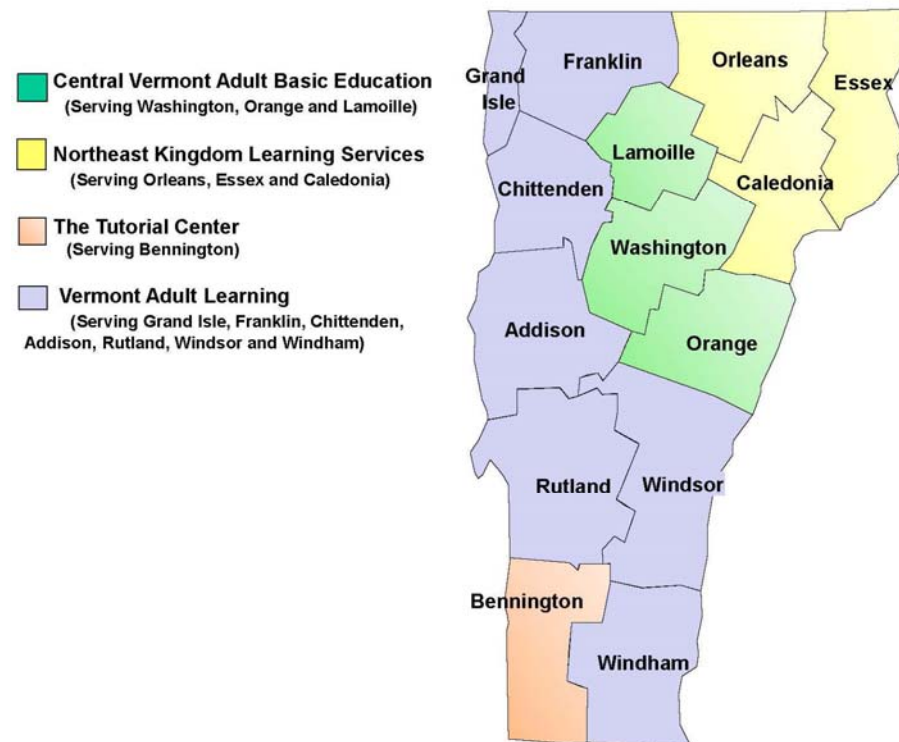 Central Vermont Adult Basic Education
(Serving Washington, Orange and Lamoille)
Northeast Kingdom Learning Services
(Serving Orleans, Essex and Caledonia)
The Tutorial Center
(Serving Bennington)
Vermont Adult Learning
(Serving Grand Isle, Franklin, Chittenden,
Addison, Rutland, Windsor and Windham)
Grand
Isle
Franklin
Orleans
Essex
Lamoille
Caledonia
Chittenden
Washington
Addison
Orange
Rutland
Windsor
Bennington
Windham